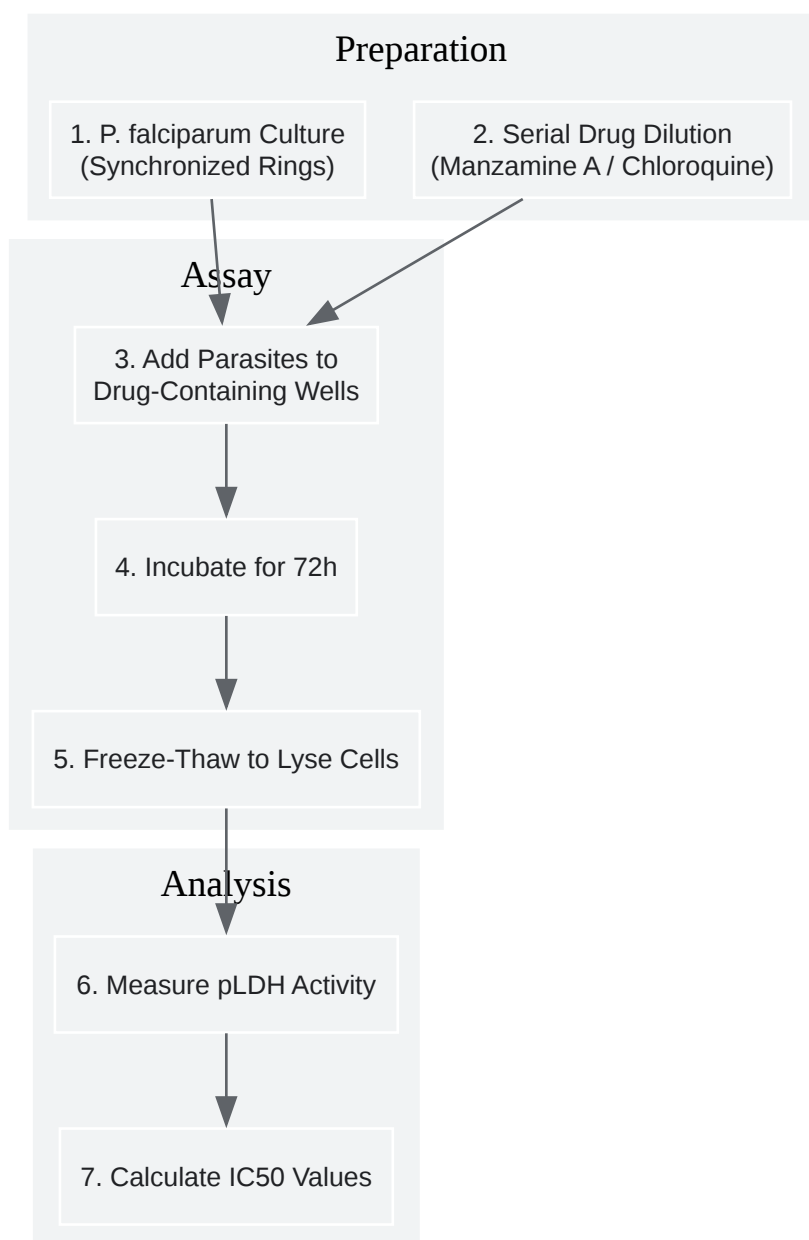 Preparation
1. P. falciparum Culture
(Synchronized Rings)
2. Serial Drug Dilution
(Manzamine A / Chloroquine)
Assay
3. Add Parasites to
Drug-Containing Wells
4. Incubate for 72h
5. Freeze-Thaw to Lyse Cells
Analysis
6. Measure pLDH Activity
7. Calculate IC50 Values